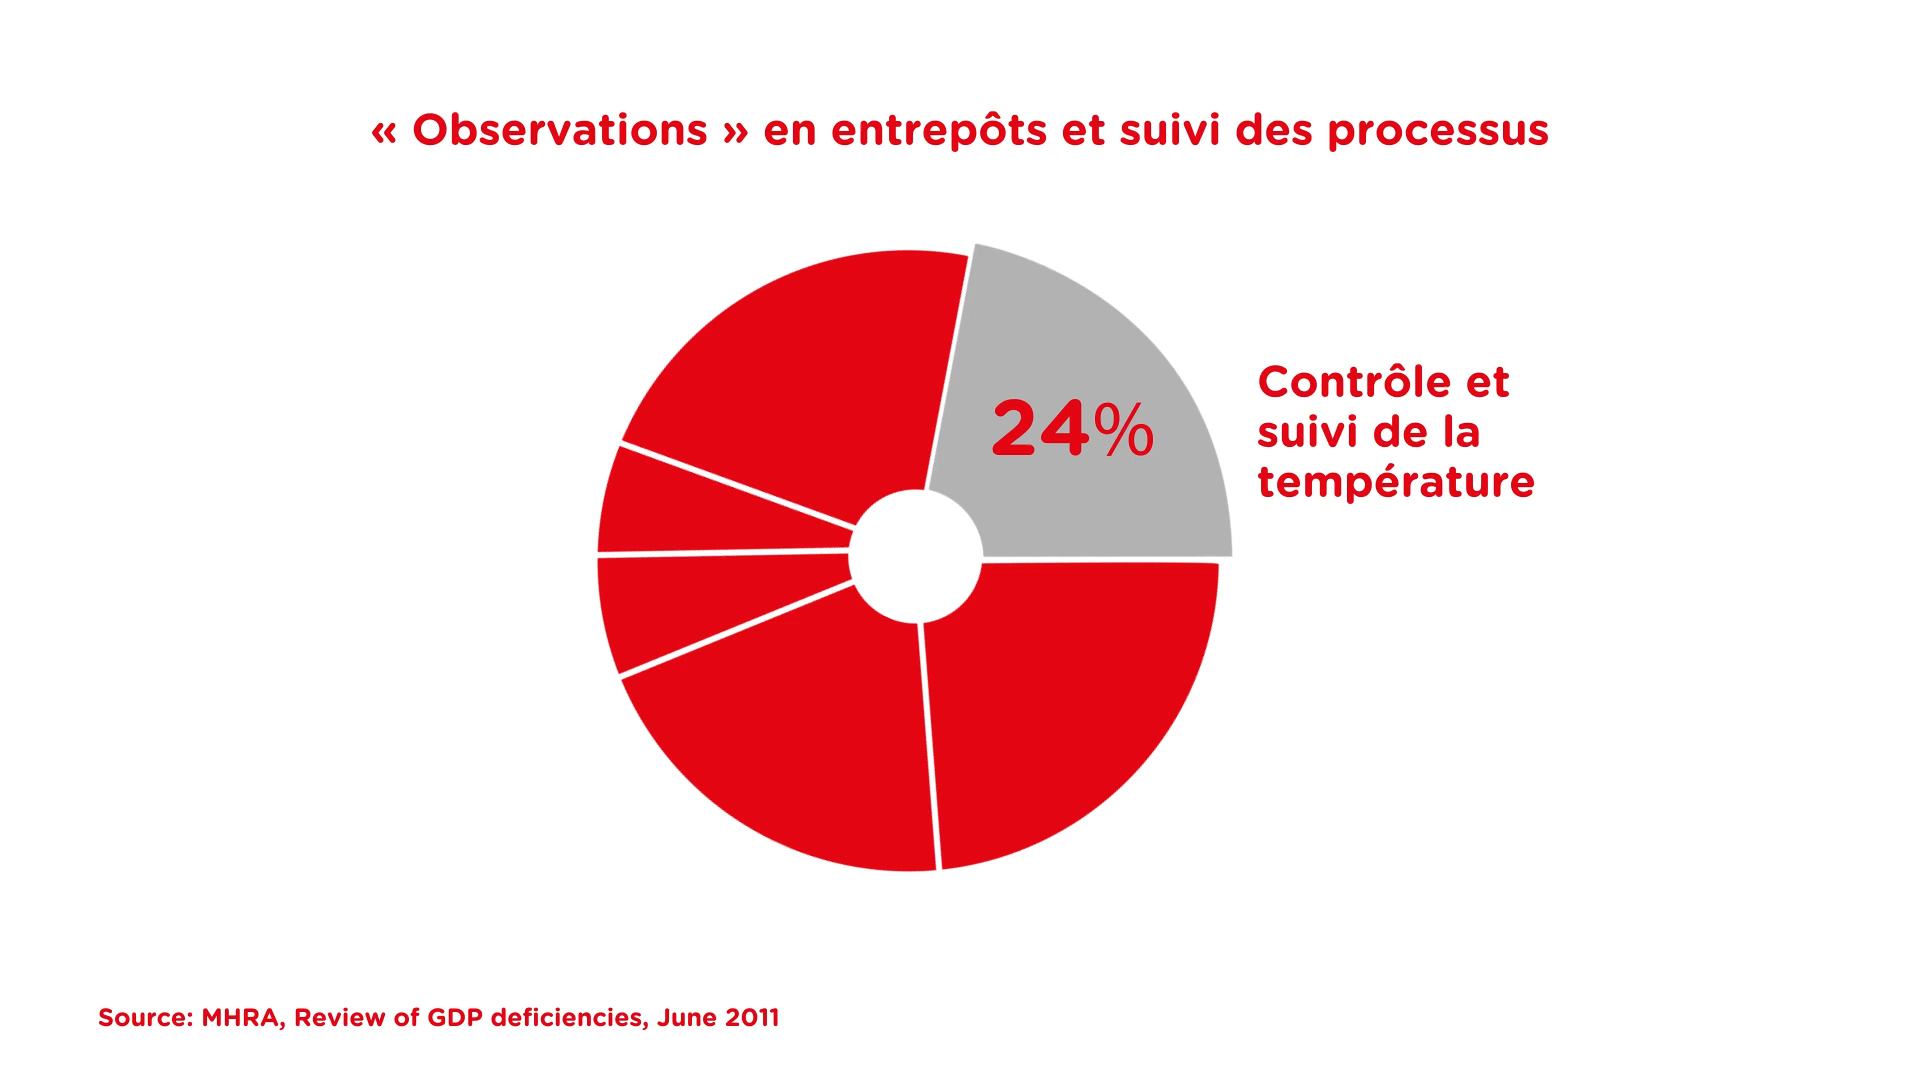 « Observations » en entrepôts et suivi des processus
24%
Contrôle et
suivi de la
température
Source: MHRA, Review of GDP deficiencies, June 2011